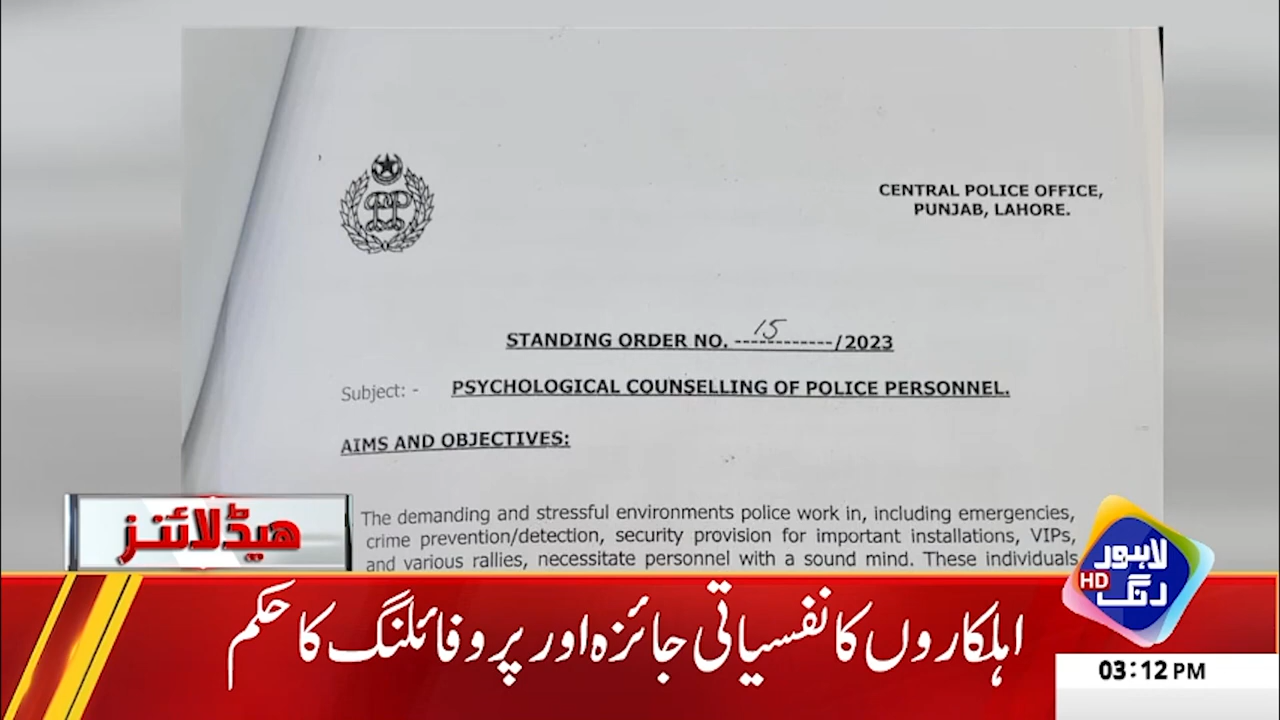 CENTRAL POLICE OFFICE,
PUNJAB, LAHORE.
STANDING ORDER NO. ------------/2023
15
Subject: - PSYCHOLOGICAL COUNSELLING OF POLICE PERSONNEL.
AIMS AND OBJECTIVES:
The demanding and stressful environments police work in, including emergencies,
crime prevention/detection, security provision for important installations, VIPs,
and various rallies, necessitate personnel with a sound mind. These individuals
ہیڈلائنز
لاہور
رنگ
HD
اہلکاروں کا نفسیاتی جائزہ اور پروفائلنگ کا حکم
03:12 PM